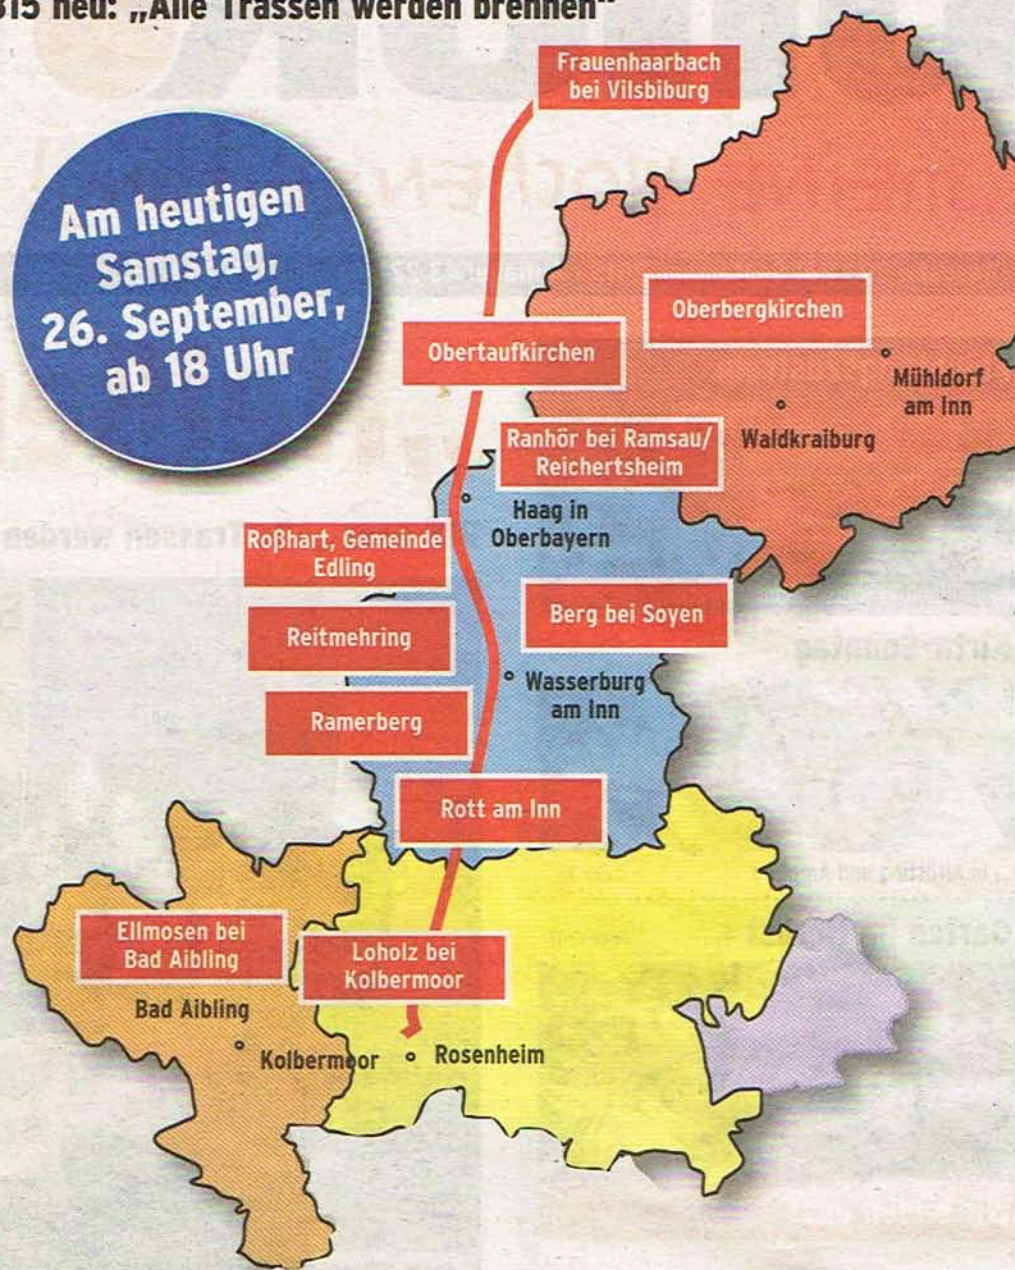 B15 neu: „Alle Trassen werden brennen“
Frauenhaarbach
bei Vilsbiburg
Am heutigen
Samstag,
26. September,
ab 18 Uhr
Oberbergkirchen
Obertaufkirchen
Mühldorf
am Inn
Waldkraiburg
Ranhör bei Ramsau/
Reichertsheim
Haag in
Oberbayern
Roßhart, Gemeinde
Edling
Berg bei Soyen
Reitmehring
Wasserburg
am Inn
Ramerberg
Rott am Inn
Ellmosen bei
Bad Aibling
Loholz bei
Kolbermoor
Bad Aibling
Kolbermoor
Rosenheim